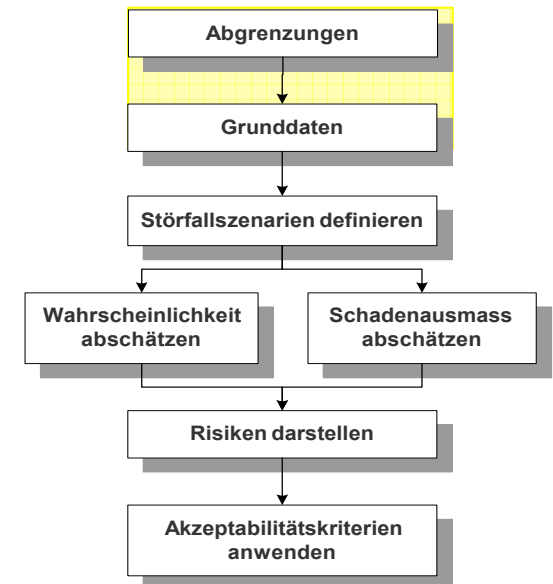 Abgrenzungen
Grunddaten
Störfallszenarien definieren
Wahrscheinlichkeit
abschätzen
Schadenausmass
abschätzen
Risiken darstellen
Akzeptabilitätskriterien
anwenden